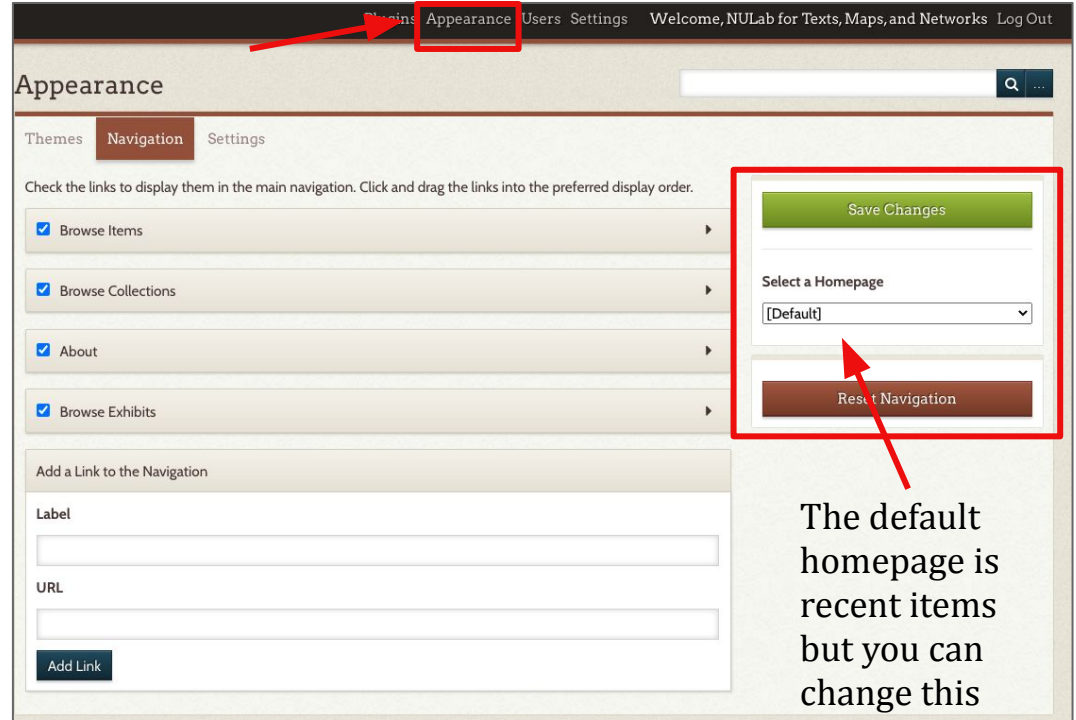 Plugins Appearance Users Settings Welcome, NULab for Texts, Maps, and Networks Log Out
Appearance
...
Themes Navigation Settings
Check the links to display them in the main navigation. Click and drag the links into the preferred display order.
Browse Items
Browse Collections
About
Browse Exhibits
Add a Link to the Navigation
Label
URL
Add Link
Save Changes
Select a Homepage
[Default]
Reset Navigation
The default
homepage is
recent items
but you can
change this